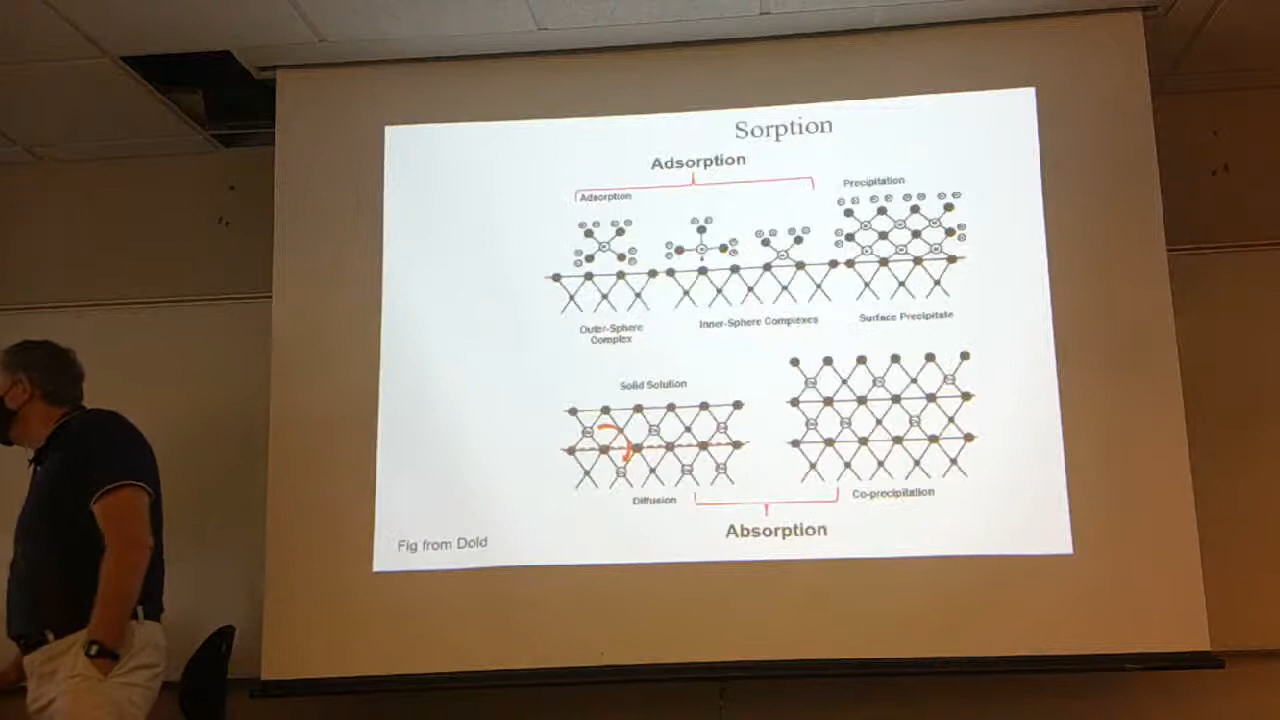 Sorption
Adsorption
Adsorption
Precipitation
Outer-Sphere
Complex
Inner-Sphere Complexes
Surface Precipitate
Solid Solution
Diffusion
Co-precipitation
Absorption
Fig from Dold